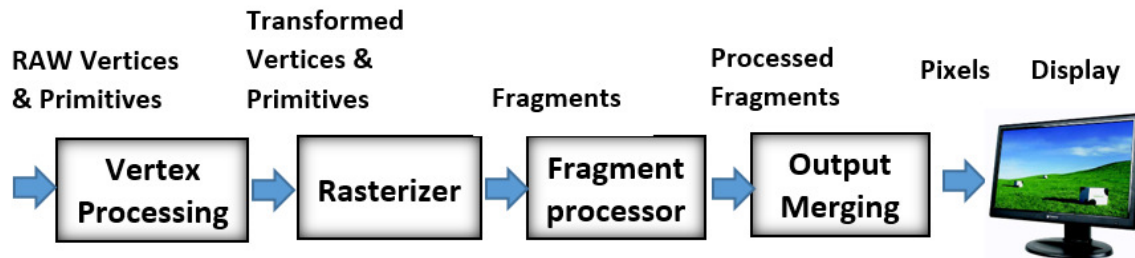 RAW Vertices
& Primitives
Transformed
Vertices &
Primitives
Fragments
Processed
Fragments
Pixels
Display
Vertex
Processing
Rasterizer
Fragment
processor
Output
Merging